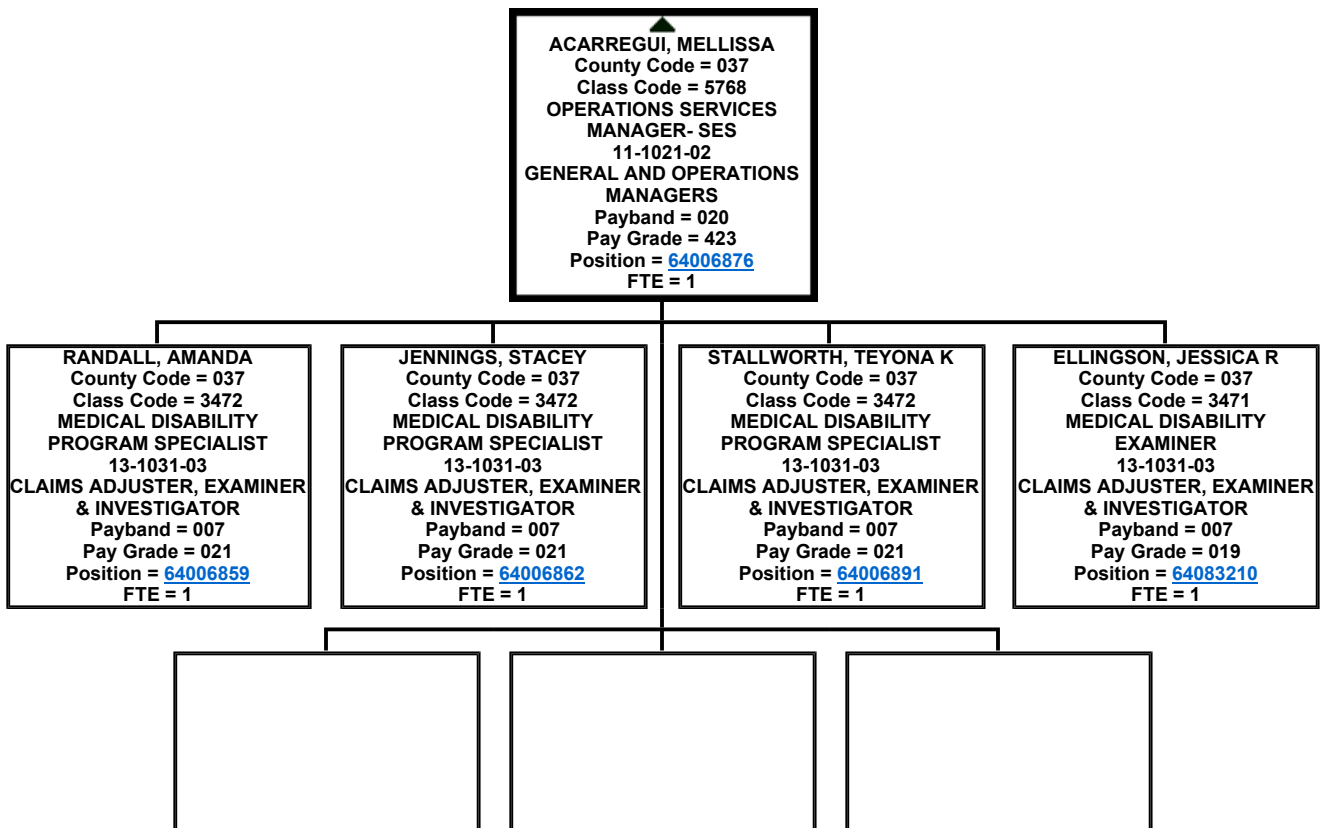 ACARREGUI, MELLISSA
County Code = 037
Class Code = 5768
OPERATIONS SERVICES
MANAGER- SES
11-1021-02
GENERAL AND OPERATIONS
MANAGERS
Payband = 020
Pay Grade = 423
Position = 64006876
FTE = 1
RANDALL, AMANDA
County Code = 037
Class Code = 3472
MEDICAL DISABILITY
PROGRAM SPECIALIST
13-1031-03
CLAIMS ADJUSTER, EXAMINER
& INVESTIGATOR
Payband = 007
Pay Grade = 021
Position = 64006859
FTE = 1
JENNINGS, STACEY
County Code = 037
Class Code = 3472
MEDICAL DISABILITY
PROGRAM SPECIALIST
13-1031-03
CLAIMS ADJUSTER, EXAMINER
& INVESTIGATOR
Payband = 007
Pay Grade = 021
Position = 64006862
FTE = 1
STALLWORTH, TEYONA K
County Code = 037
Class Code = 3472
MEDICAL DISABILITY
PROGRAM SPECIALIST
13-1031-03
CLAIMS ADJUSTER, EXAMINER
& INVESTIGATOR
Payband = 007
Pay Grade = 021
Position = 64006891
FTE = 1
ELLINGSON, JESSICA R
County Code = 037
Class Code = 3471
MEDICAL DISABILITY
EXAMINER
13-1031-03
CLAIMS ADJUSTER, EXAMINER
& INVESTIGATOR
Payband = 007
Pay Grade = 019
Position = 64083210
FTE = 1